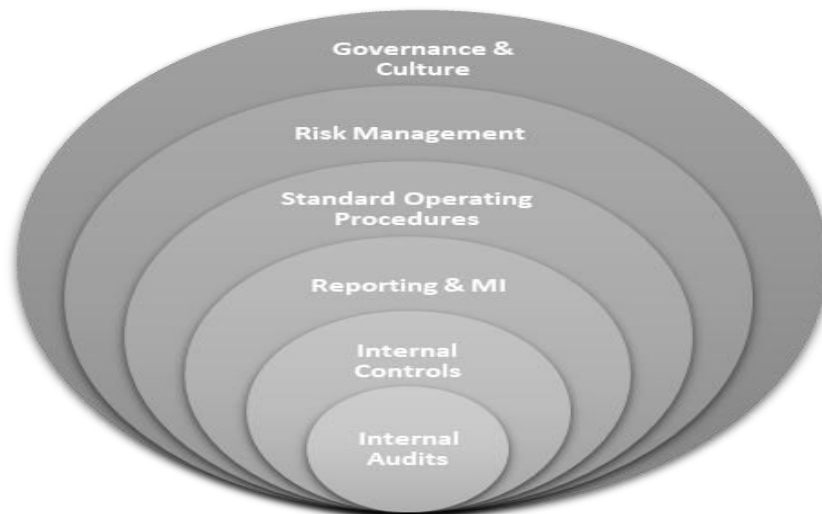 Governance &
Culture
Risk Management
Standard Operating
Procedures
Reporting & MI
Internal
Controls
Internal
Audits